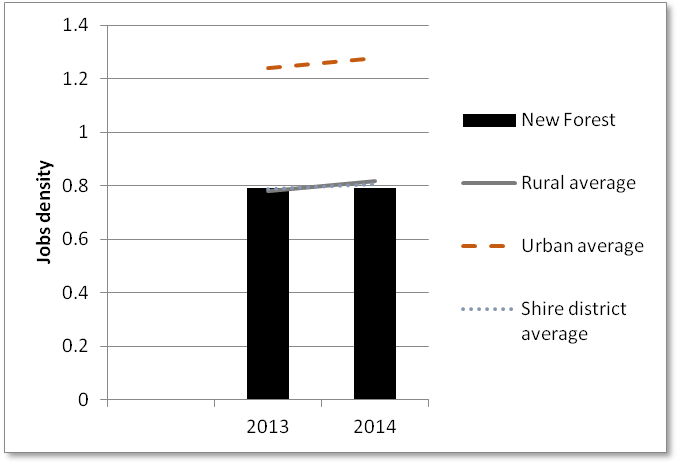 1.4
1.2
1
0.8
0.6
0.4
0.2
0
Jobs density
2013
2014
New Forest
Rural average
Urban average
Shire district
average